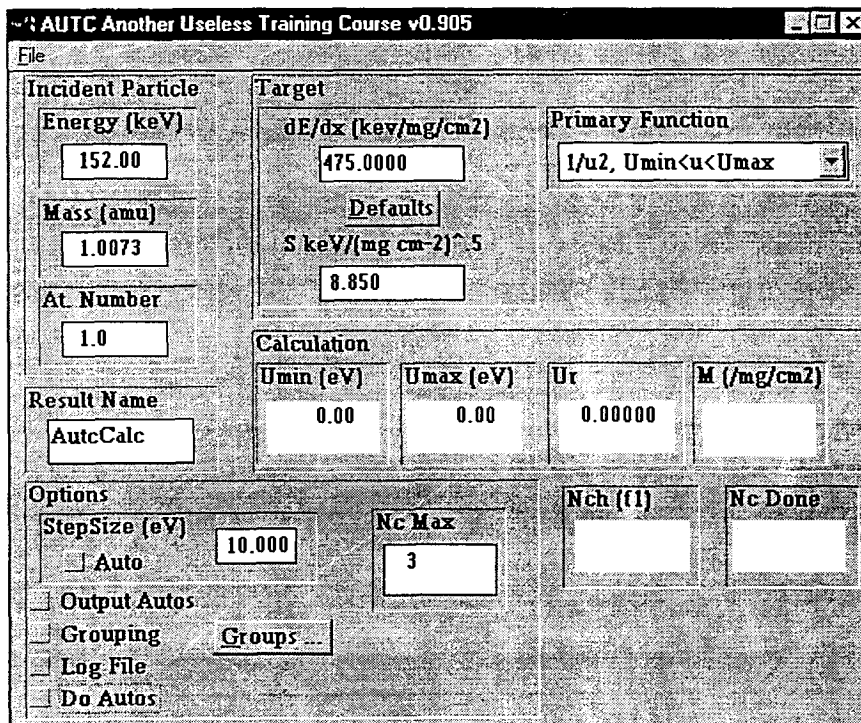 AUTC Another Useless Training Course v0.905
File
Incident Particle
Energy (keV)
152.00
Mass (amu)
1.0073
At. Number
1.0
Result Name
AutcCalc
Target
dE/dx (kev/mg/cm2)
475.0000
Defaults
S keV/(mg cm-2)^.5
8.850
Primary Function
1/u2, Umin<u<Umax
Calculation
Umin (eV)
0.00
Umax (eV)
0.00
Ur
0.00000
M (/mg/cm2)
Options
StepSize (eV)
10.000
Auto
Output Autos
Grouping
Groups ...
Log File
Do Autos
Nc Max
3
Nch (f1)
Nc Done